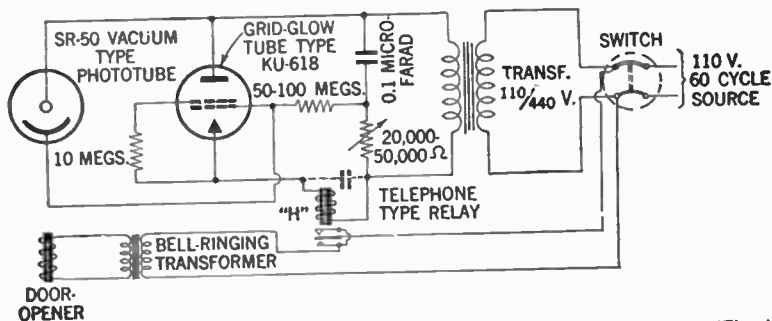 SR-50 VACUUM
TYPE
PHOTOTUBE
GRID-GLOW
TUBE TYPE
KU-618
50-100 MEGS.
0.1 MICRO-
FARAD
10 MEGS.
20,000-
50,000 Ω
TRANSF.
110/440 V.
SWITCH
110 V.
60 CYCLE
SOURCE
"H"
TELEPHONE
TYPE RELAY
BELL-RINGING
TRANSFORMER
DOOR-
OPENER